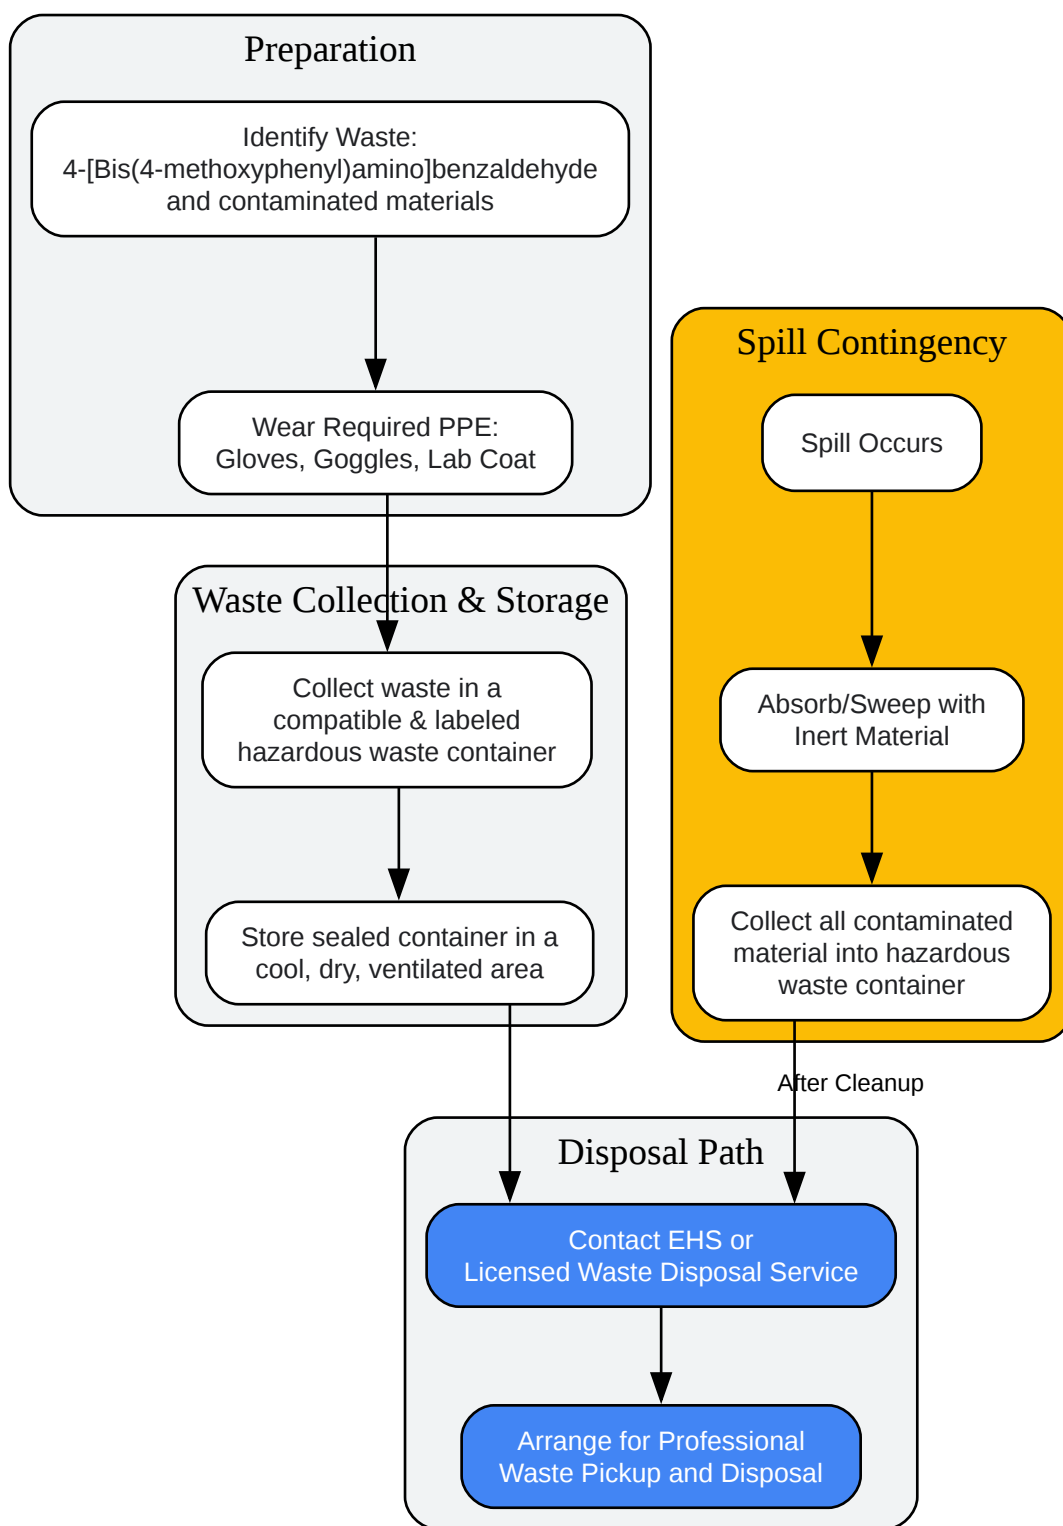 Preparation
Identify Waste:
4-[Bis(4-methoxyphenyl)amino]benzaldehyde
and contaminated materials
Wear Required PPE:
Gloves, Goggles, Lab Coat
Waste Collection & Storage
Collect waste in a
compatible & labeled
hazardous waste container
Store sealed container in a
cool, dry, ventilated area
Spill Contingency
Spill Occurs
Absorb/Sweep with
Inert Material
Collect all contaminated
material into hazardous
waste container
After Cleanup
Disposal Path
Contact EHS or
Licensed Waste Disposal Service
Arrange for Professional
Waste Pickup and Disposal